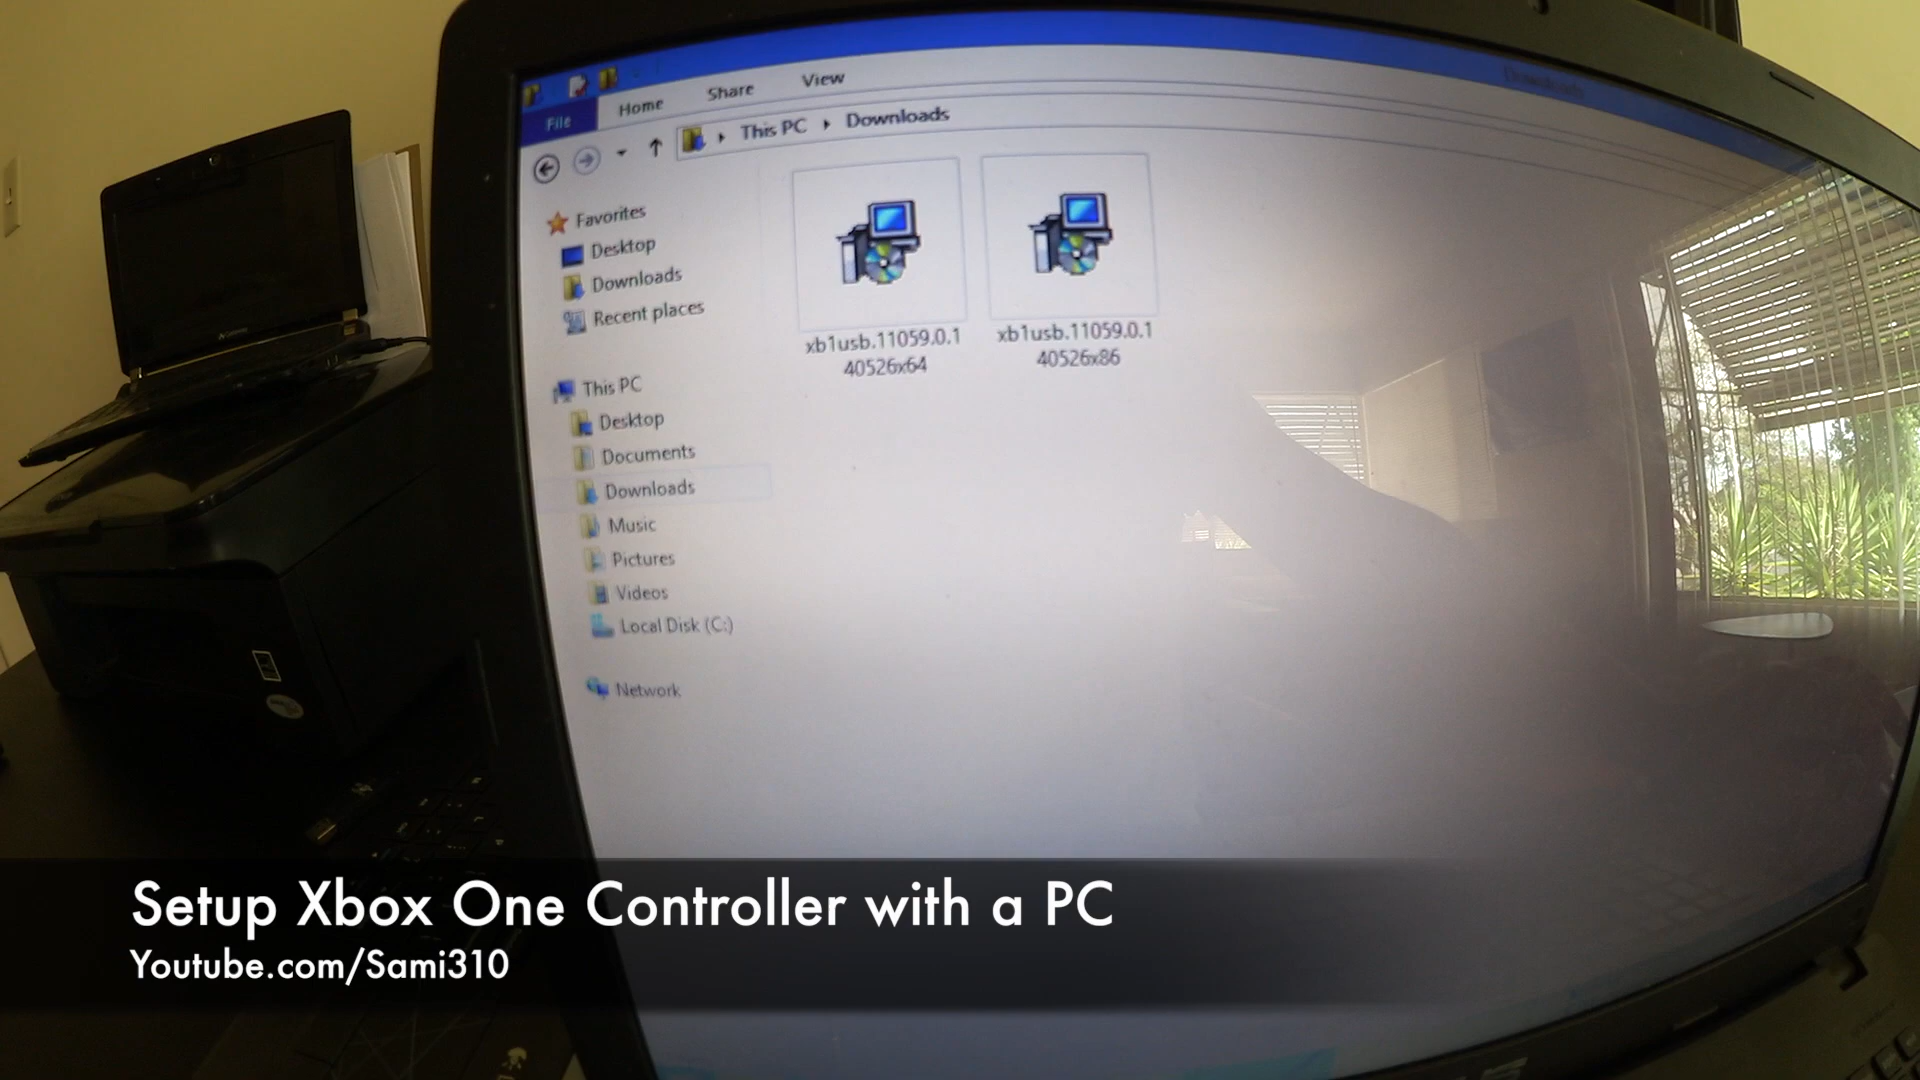 Home Share View
File
This PC Downloads
Favorites
Desktop
Downloads
Recent places
This PC
Desktop
Documents
Downloads
Music
Pictures
Videos
Local Disk (C:)
Network
xb1usb.11059.0.1
40526x64
xb1usb.11059.0.1
40526x86
Setup Xbox One Controller with a PC
Youtube.com/Sami310